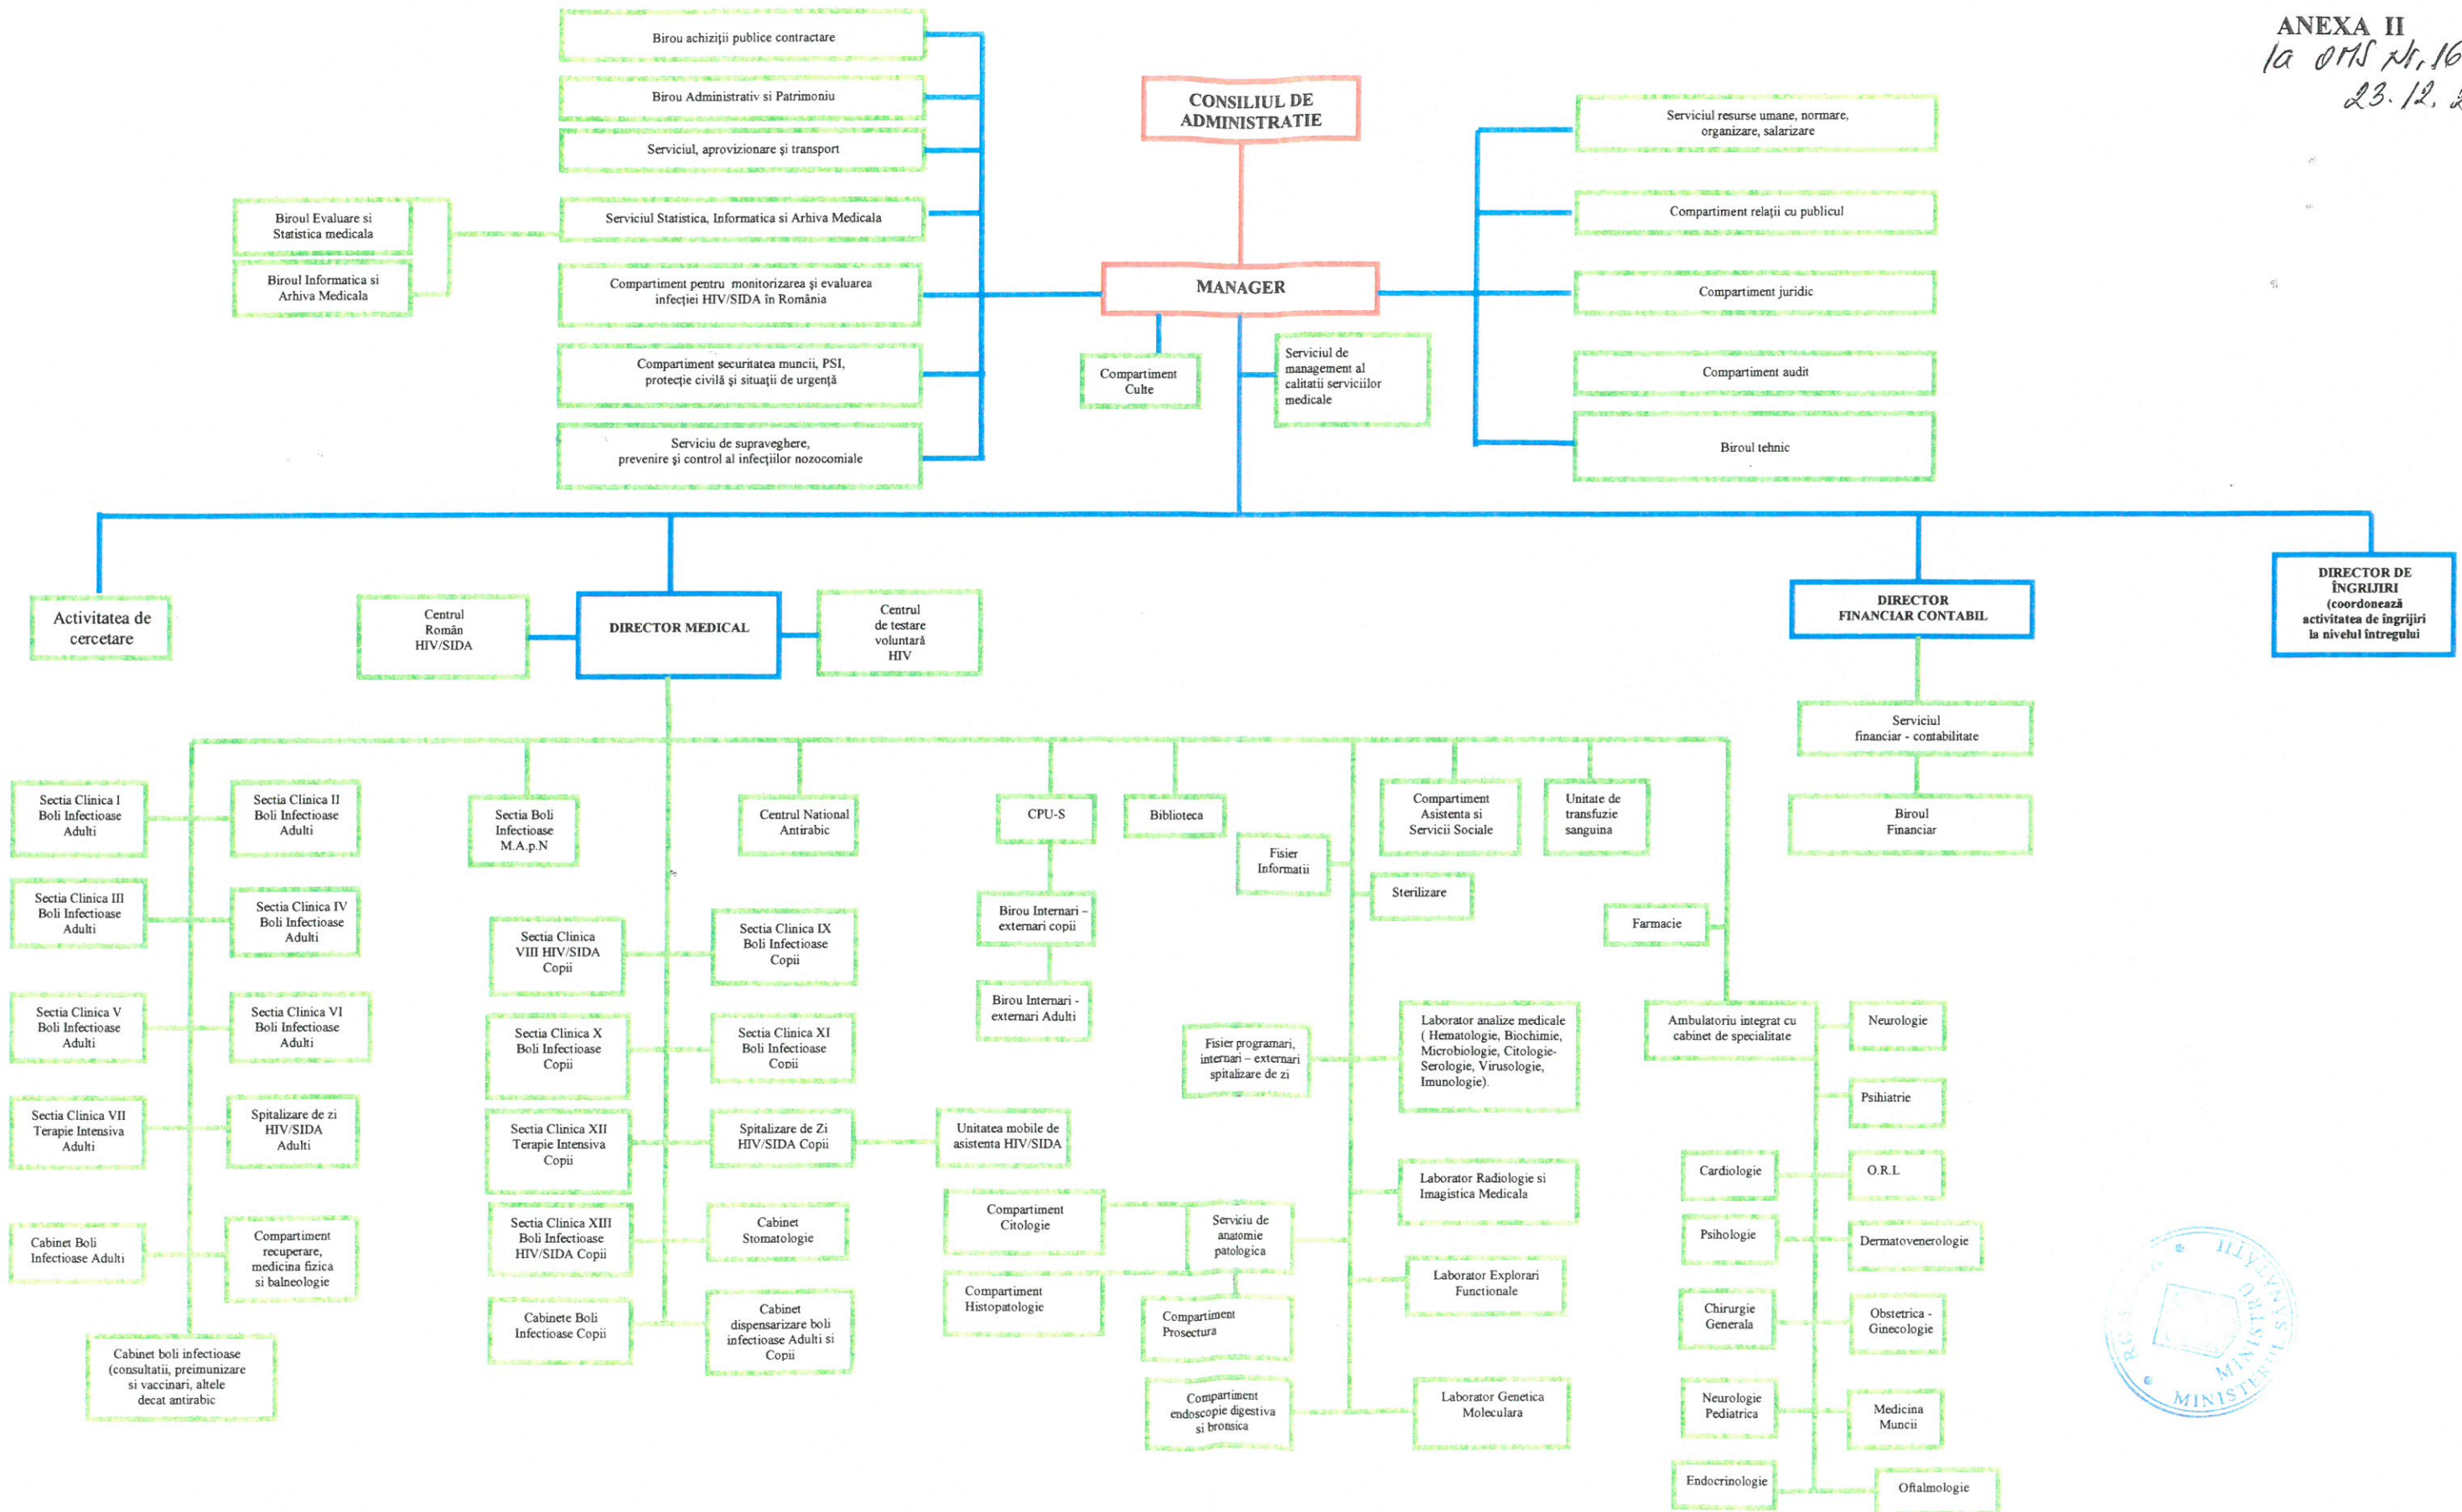 ANEXA II
la OMS Nr. 16
23.12.2
CONSILIUL DE
ADMINISTRATIE
MANAGER
Birou achiziții publice contractare
Birou Administrativ si Patrimoniu
Serviciul, aprovizionare și transport
Serviciul Statistica, Informatica si Arhiva Medicala
Biroul Evaluare si
Statistica medicala
Biroul Informatica si
Arhiva Medicala
Compartiment pentru monitorizarea și evaluarea
infecției HIV/SIDA în România
Compartiment securitatea muncii, PSI,
protecție civilă și situații de urgență
Serviciu de supraveghere,
prevenire și control al infecțiilor nozocomiale
Compartiment
Culte
Serviciul de
management al
calitatii serviciilor
medicale
Serviciul resurse umane, normare,
organizare, salarizare
Compartiment relații cu publicul
Compartiment juridic
Compartiment audit
Biroul tehnic
Activitatea de
cercetare
Centrul
Român
HIV/SIDA
DIRECTOR MEDICAL
Centrul
de testare
voluntară
HIV
DIRECTOR
FINANCIAR CONTABIL
DIRECTOR DE
ÎNGRIJIRI
(coordonează
activitatea de îngrijiri
la nivelul întregului
Serviciul
financiar - contabilitate
Biroul
Financiar
Sectia Clinica I
Boli Infectioase
Adulti
Sectia Clinica II
Boli Infectioase
Adulti
Sectia Clinica III
Boli Infectioase
Adulti
Sectia Clinica IV
Boli Infectioase
Adulti
Sectia Clinica V
Boli Infectioase
Adulti
Sectia Clinica VI
Boli Infectioase
Adulti
Sectia Clinica VII
Terapie Intensiva
Adulti
Spitalizare de zi
HIV/SIDA
Adulti
Cabinet Boli
Infectioase Adulti
Compartiment
recuperare,
medicina fizica
si balneologie
Cabinet boli infectioase
(consultatii, preimunizare
si vaccinari, altele
decat antirabic
Sectia Boli
Infectioase
M.A.p.N
Centrul National
Antirabic
Sectia Clinica
VIII HIV/SIDA
Copii
Sectia Clinica IX
Boli Infectioase
Copii
Sectia Clinica X
Boli Infectioase
Copii
Sectia Clinica XI
Boli Infectioase
Copii
Sectia Clinica XII
Terapie Intensiva
Copii
Spitalizare de Zi
HIV/SIDA Copii
Unitatea mobile de
asistenta HIV/SIDA
Sectia Clinica XIII
Boli Infectioase
HIV/SIDA Copii
Cabinet
Stomatologie
Cabinete Boli
Infectioase Copii
Cabinet
dispensarizare boli
infectioase Adulti si
Copii
CPU-S
Birou Internari –
externari copii
Birou Internari -
externari Adulti
Biblioteca
Fisier
Informatii
Sterilizare
Compartiment
Asistenta si
Servicii Sociale
Unitate de
transfuzie
sanguina
Fisier programari,
internari – externari
spitalizare de zi
Laborator analize medicale
( Hematologie, Biochimie,
Microbiologie, Citologie-
Serologie, Virusologie,
Imunologie).
Laborator Radiologie si
Imagistica Medicala
Compartiment
Citologie
Serviciu de
anatomie
patologica
Compartiment
Histopatologie
Compartiment
Prosectura
Laborator Explorari
Functionale
Compartiment
endoscopie digestiva
si bronsica
Laborator Genetica
Moleculara
Farmacie
Ambulatoriu integrat cu
cabinet de specialitate
Neurologie
Psihiatrie
Cardiologie
O.R.L
Psihologie
Dermatovenerologie
Chirurgie
Generala
Obstetrica -
Ginecologie
Neurologie
Pediatrica
Medicina
Muncii
Endocrinologie
Oftalmologie
MINISTERUL SANATATII
MINISTRU